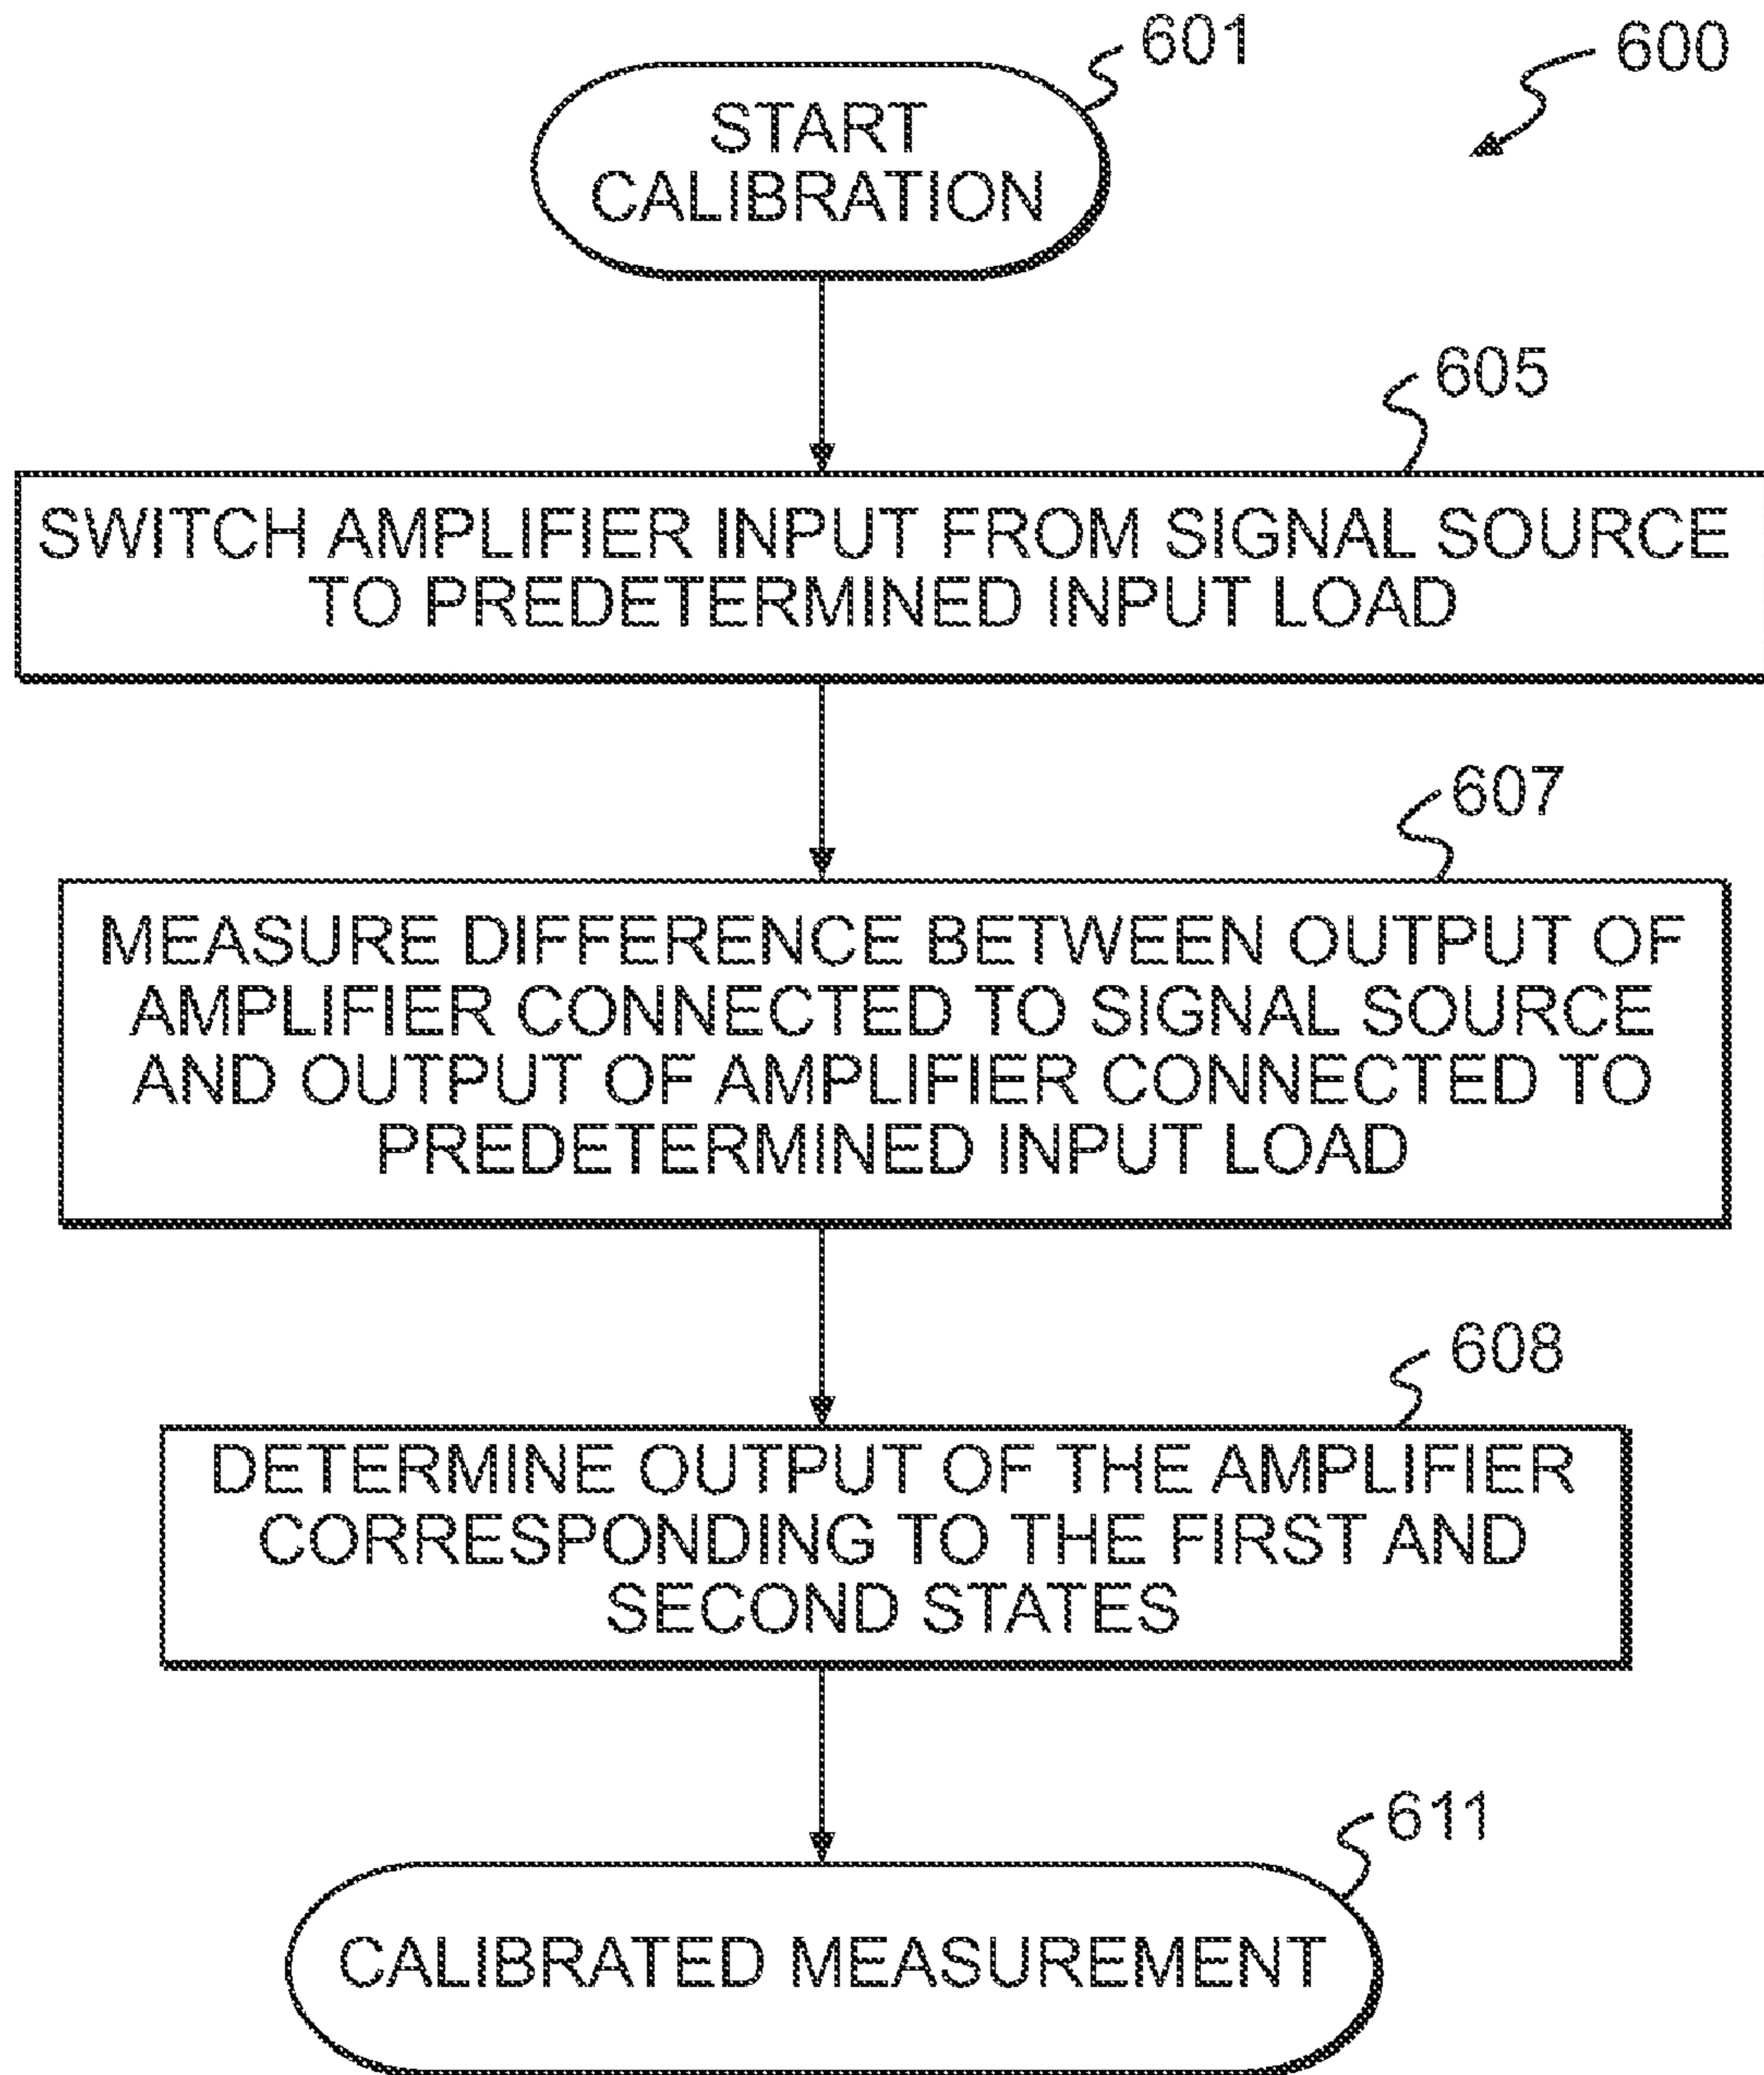 601
600
START
CALIBRATION
605
SWITCH AMPLIFIER INPUT FROM SIGNAL SOURCE
TO PREDETERMINED INPUT LOAD
607
MEASURE DIFFERENCE BETWEEN OUTPUT OF
AMPLIFIER CONNECTED TO SIGNAL SOURCE
AND OUTPUT OF AMPLIFIER CONNECTED TO
PREDETERMINED INPUT LOAD
608
DETERMINE OUTPUT OF THE AMPLIFIER
CORRESPONDING TO THE FIRST AND
SECOND STATES
611
CALIBRATED MEASUREMENT